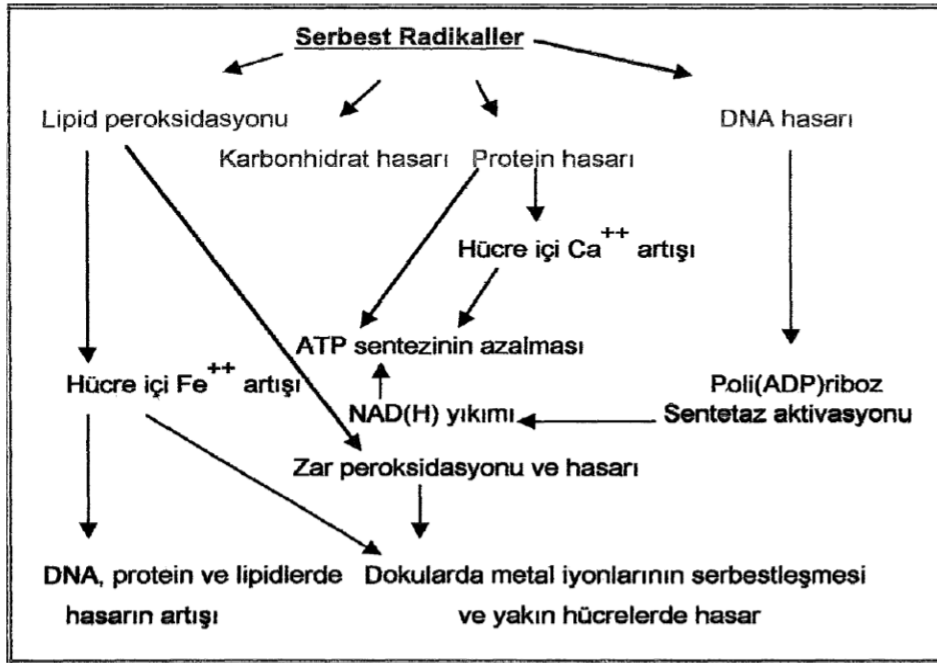 Serbest Radikaller
Lipid peroksidasyonu
DNA hasarı
Karbonhidrat hasarı
Protein hasarı
Hücre içi Ca++ artışı
ATP sentezinin azalması
Hücre içi Fe++ artışı
Poli(ADP)riboz
Sentetaz aktivasyonu
NAD(H) yıkımı
Zar peroksidasyonu ve hasarı
DNA, protein ve lipidlerde
hasarın artışı
Dokularda metal iyonlarının serbestleşmesi
ve yakın hücrelerde hasar